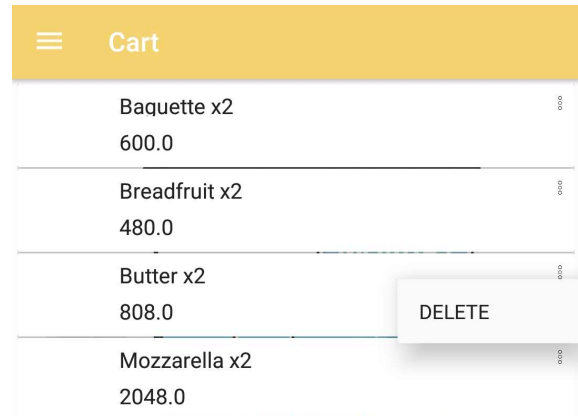 Cart
Baguette x2
600.0
Breadfruit x2
480.0
Butter x2
808.0
DELETE
Mozzarella x2
2048.0